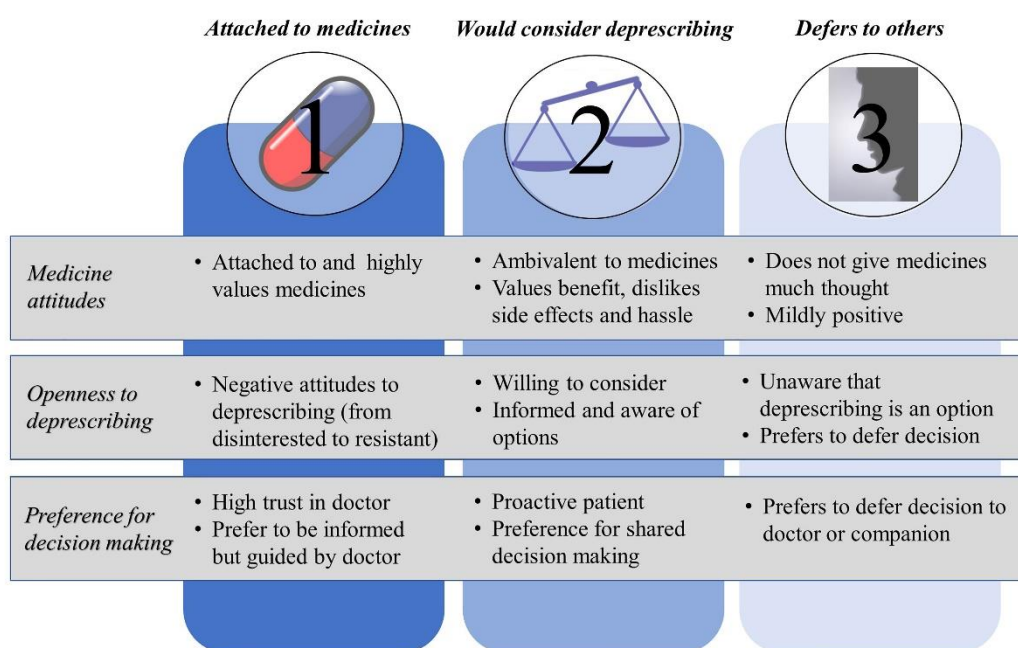 Attached to medicines
Would consider deprescribing
Defers to others
1
2
3
Medicine
attitudes
• Attached to and highly
values medicines
• Ambivalent to medicines
• Values benefit, dislikes
side effects and hassle
• Does not give medicines
much thought
• Mildly positive
Openness to
deprescribing
• Negative attitudes to
deprescribing (from
disinterested to resistant)
• Willing to consider
• Informed and aware of
options
• Unaware that
deprescribing is an option
• Prefers to defer decision
Preference for
decision making
• High trust in doctor
• Prefer to be informed
but guided by doctor
• Proactive patient
• Preference for shared
decision making
• Prefers to defer decision to
doctor or companion